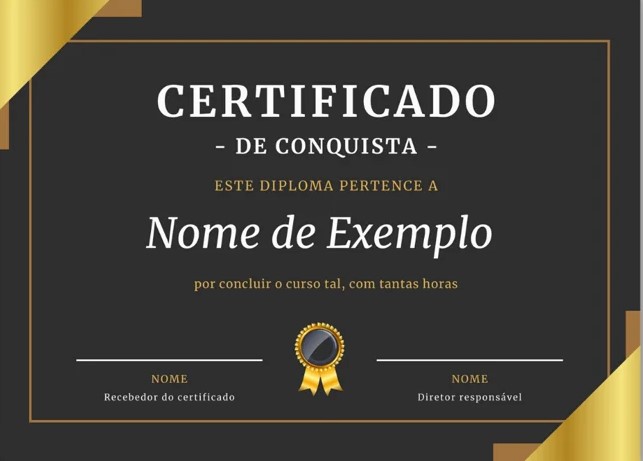 CERTIFICADO
- DE CONQUISTA -
ESTE DIPLOMA PERTENCE A
Nome de Exemplo
por concluir o curso tal, com tantas horas
NOME
Recebedor do certificado
NOME
Diretor responsável